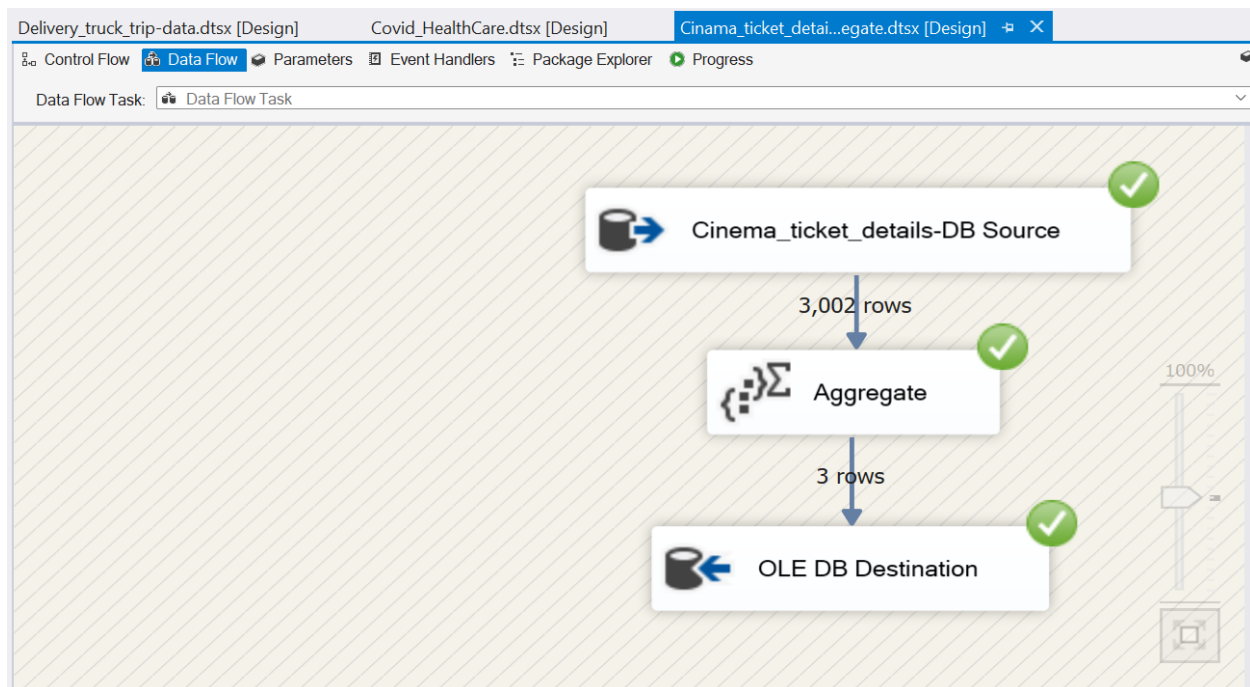 Delivery_truck_trip-data.dtsx [Design] Covid_HealthCare.dtsx [Design] Cinama_ticket_detai...egate.dtsx [Design]
Control Flow Data Flow Parameters Event Handlers Package Explorer Progress
Data Flow Task: Data Flow Task
Cinema_ticket_details-DB Source
3,002 rows
100%
Aggregate
3 rows
OLE DB Destination